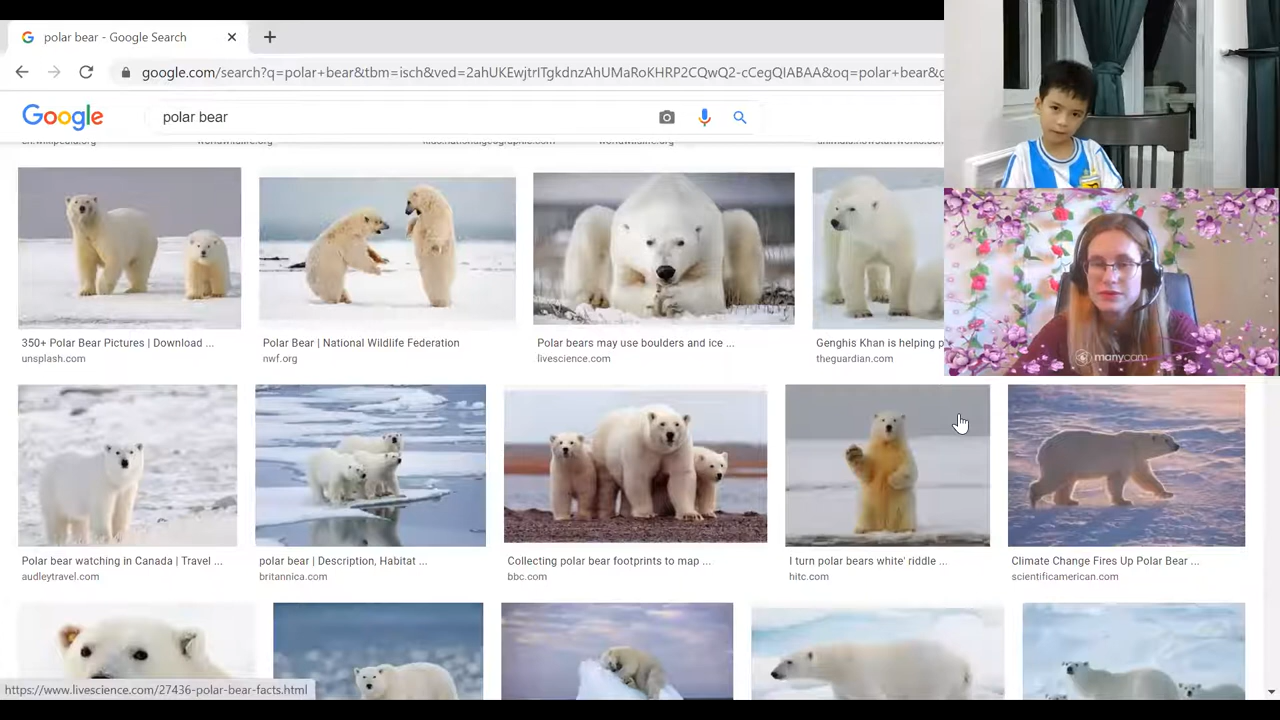 polar bear - Google Search
google.com/search?q=polar+bear&tbm=isch&ved=2ahUKEwjtrITgkdnzAhUMaRoKHRP2CQwQ2-cCegQIABAA&oq=polar+bear&g
Google
polar bear
350+ Polar Bear Pictures | Download ...
unsplash.com
Polar Bear | National Wildlife Federation
nwf.org
Polar bears may use boulders and ice ...
livescience.com
Genghis Khan is helping p
theguardian.com
manycam
Polar bear watching in Canada | Travel ...
audleytravel.com
polar bear | Description, Habitat ...
britannica.com
Collecting polar bear footprints to map ...
bbc.com
I turn polar bears white' riddle ...
hitc.com
Climate Change Fires Up Polar Bear ...
scientificamerican.com
https://www.livescience.com/27436-polar-bear-facts.html